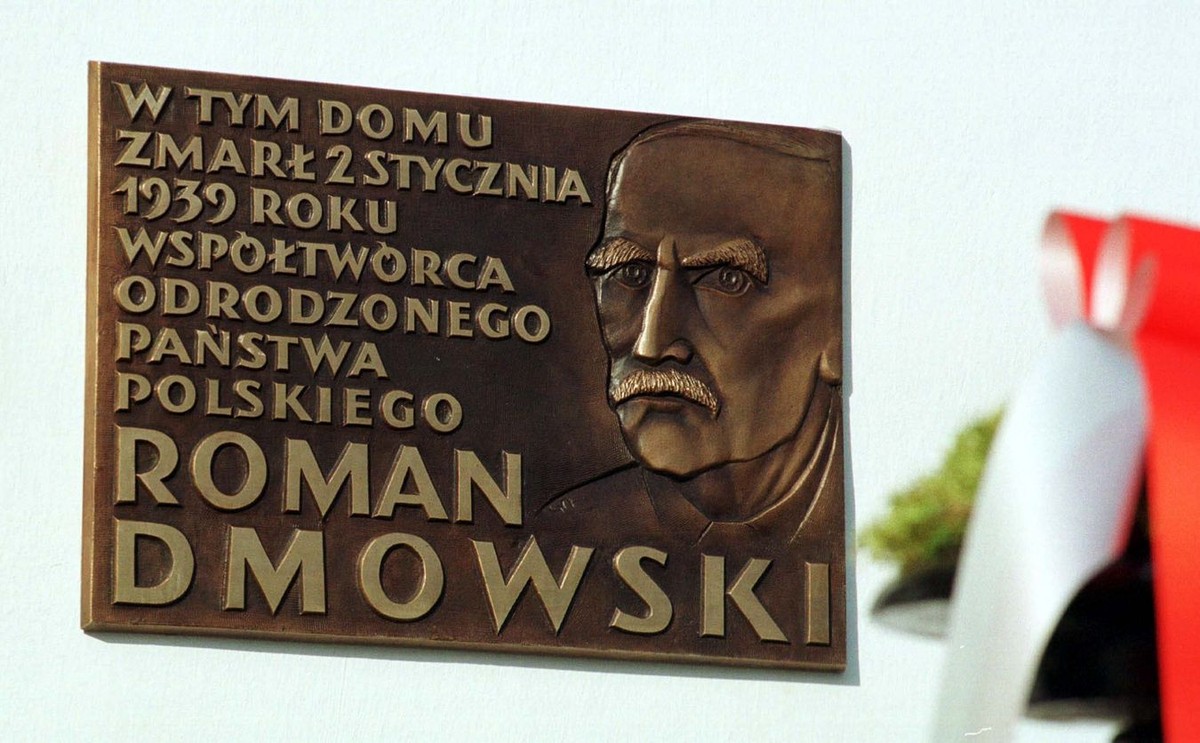 W TYM DOMU
ZMARŁ 2 STYCZNIA
1939 ROKU
WSPÓŁTWÓRCA
ODRODZONEGO
PAŃSTWA
POLSKIEGO
ROMAN
DMOWSKI